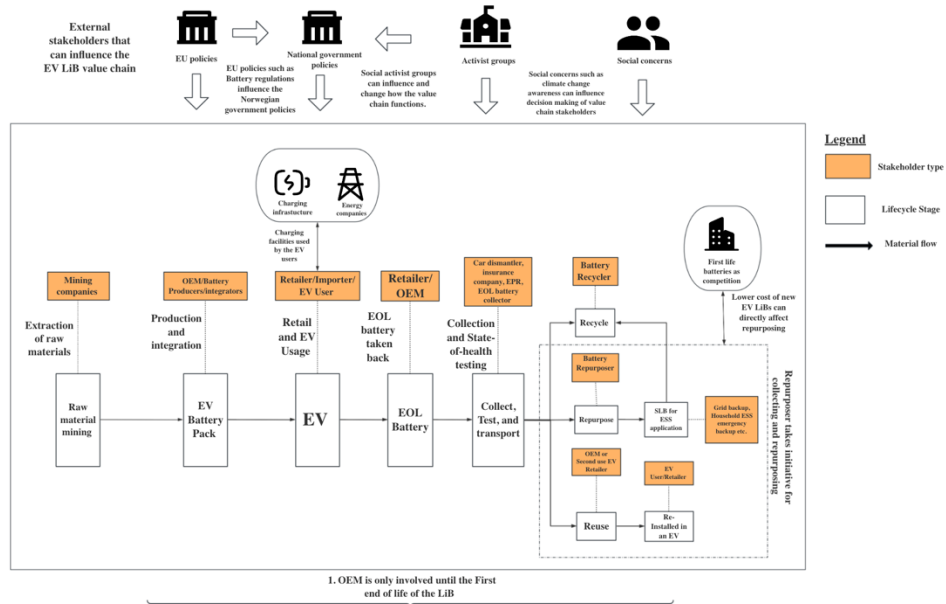 External
stakeholders that
can influence the
EV LiB value chain
EU policies
National government
policies
Activist groups
Social concerns
EU policies such as
Battery regulations
influence the
Norwegian
government policies
Social activist groups
can influence and
change how the value
chain functions.
Social concerns such as
climate change
awareness can influence
decision making of value
chain stakeholders
Legend
Stakeholder type
Lifecycle Stage
Material flow
Charging
infrastucture
Energy
companies
Charging
facilities used
by the EV
users
First life
batteries as
competition
Lower cost of new
EV LiBs can
directly affect
repurposing
Mining
companies
OEM/Battery
Producers/integrators
Retailer/Importer/
EV User
Retailer/
OEM
Car dismantler,
insurance
company, EPR,
EOL battery
collector
Battery
Recycler
Extraction
of raw
materials
Production
and
integration
Retail
and EV
Usage
EOL
battery
taken
back
Collection
and State-
of-health
testing
Recycle
Battery
Repurposer
Raw
material
mining
EV
Battery
Pack
EV
EOL
Battery
Collect,
Test, and
transport
Repurpose
SLB for
ESS
application
Grid backup,
Household ESS
emergency
backup etc.
OEM or
Second use EV
Retailer
EV
User/Retailer
Reuse
Re-
Installed in
an EV
Repurposer takes initiative for
collecting and repurposing
1. OEM is only involved until the First
end of life of the LiB